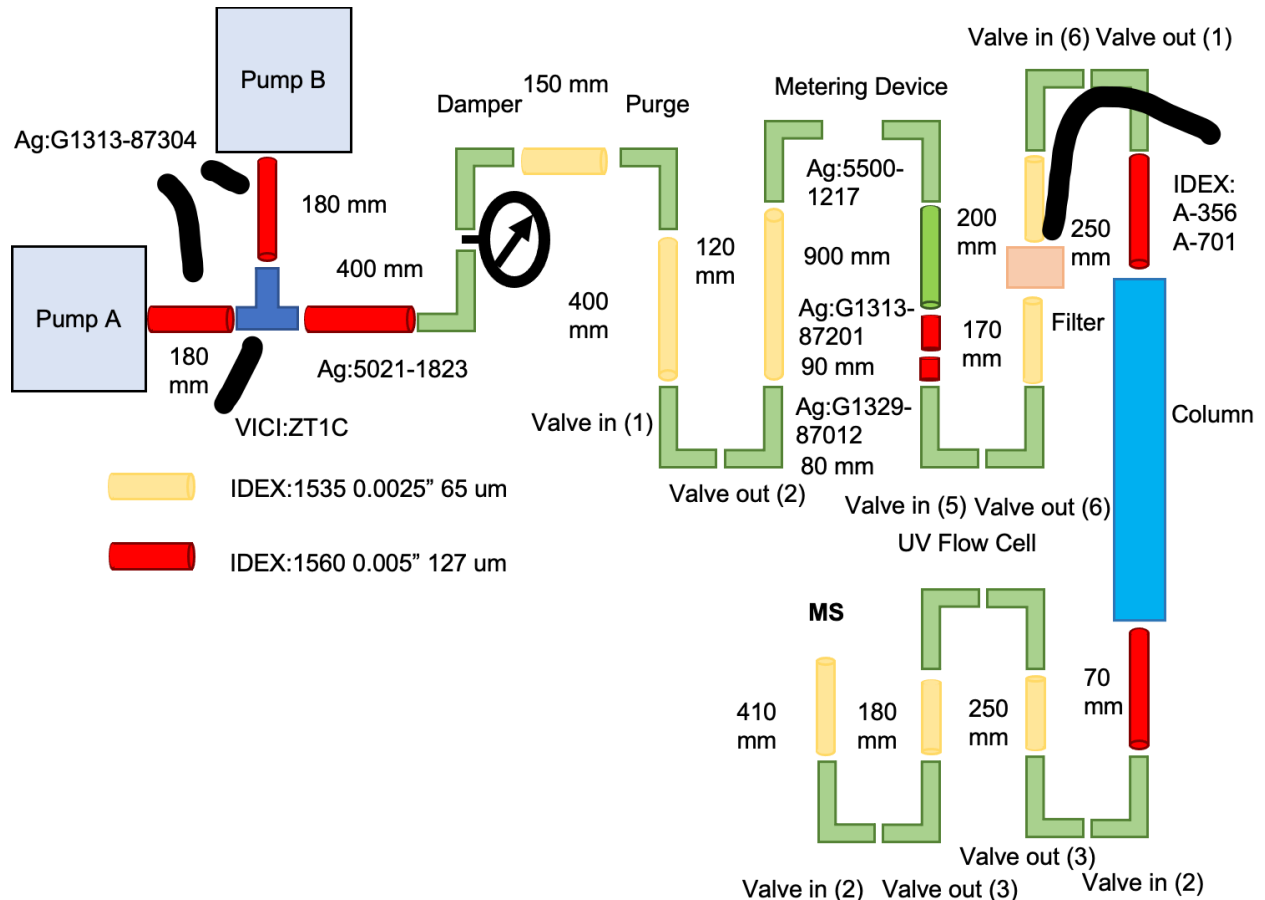 Valve in (6) Valve out (1)
Pump B
150 mm
Damper
Purge
Metering Device
Ag:G1313-87304
180 mm
Ag:5500-
1217
IDEX:
A-356
A-701
200
mm
250
mm
120
mm
900 mm
400 mm
400
mm
Ag:G1313-
87201
90 mm
170
mm
Filter
Pump A
180
mm
Ag:5021-1823
Ag:G1329-
87012
80 mm
Column
VICI:ZT1C
Valve in (1)
Valve out (2)
Valve in (5) Valve out (6)
IDEX:1535 0.0025” 65 um
UV Flow Cell
IDEX:1560 0.005” 127 um
MS
70
mm
410
mm
180
mm
250
mm
Valve out (3)
Valve in (2)
Valve out (3)
Valve in (2)